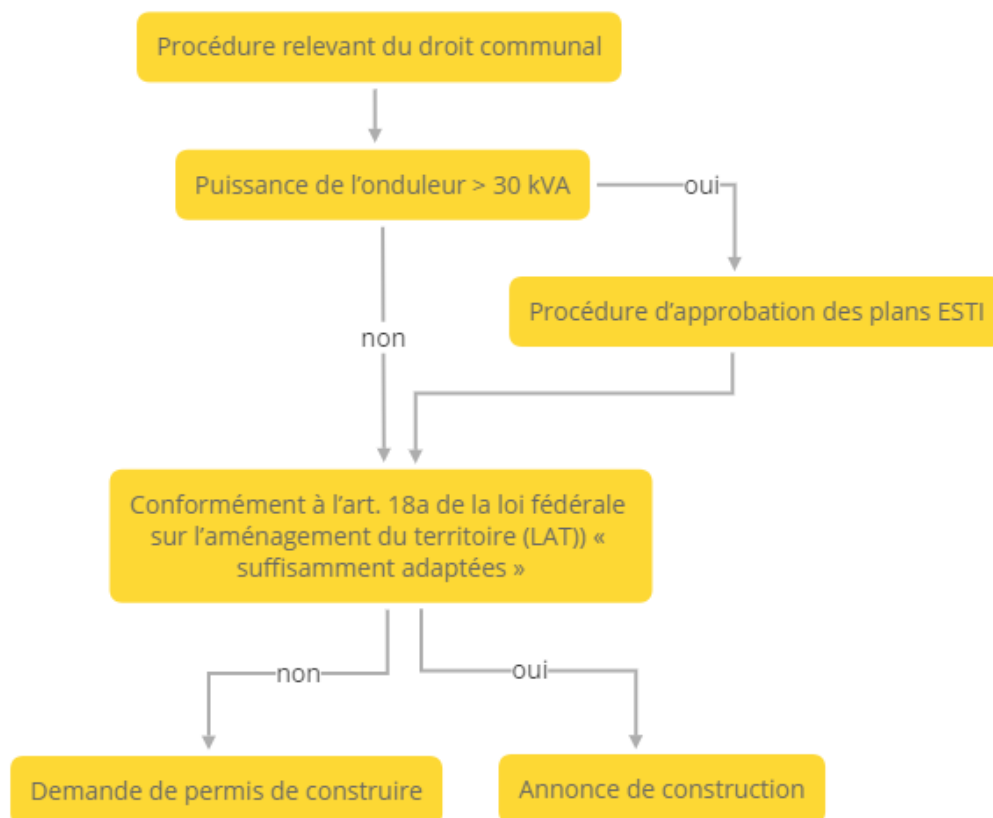 Procédure relevant du droit communal
Puissance de l’onduleur > 30 kVA
oui
Procédure d’approbation des plans ESTI
non
Conformément à l’art. 18a de la loi fédérale
sur l’aménagement du territoire (LAT)) «
suffisamment adaptées »
non
oui
Demande de permis de construire
Annonce de construction